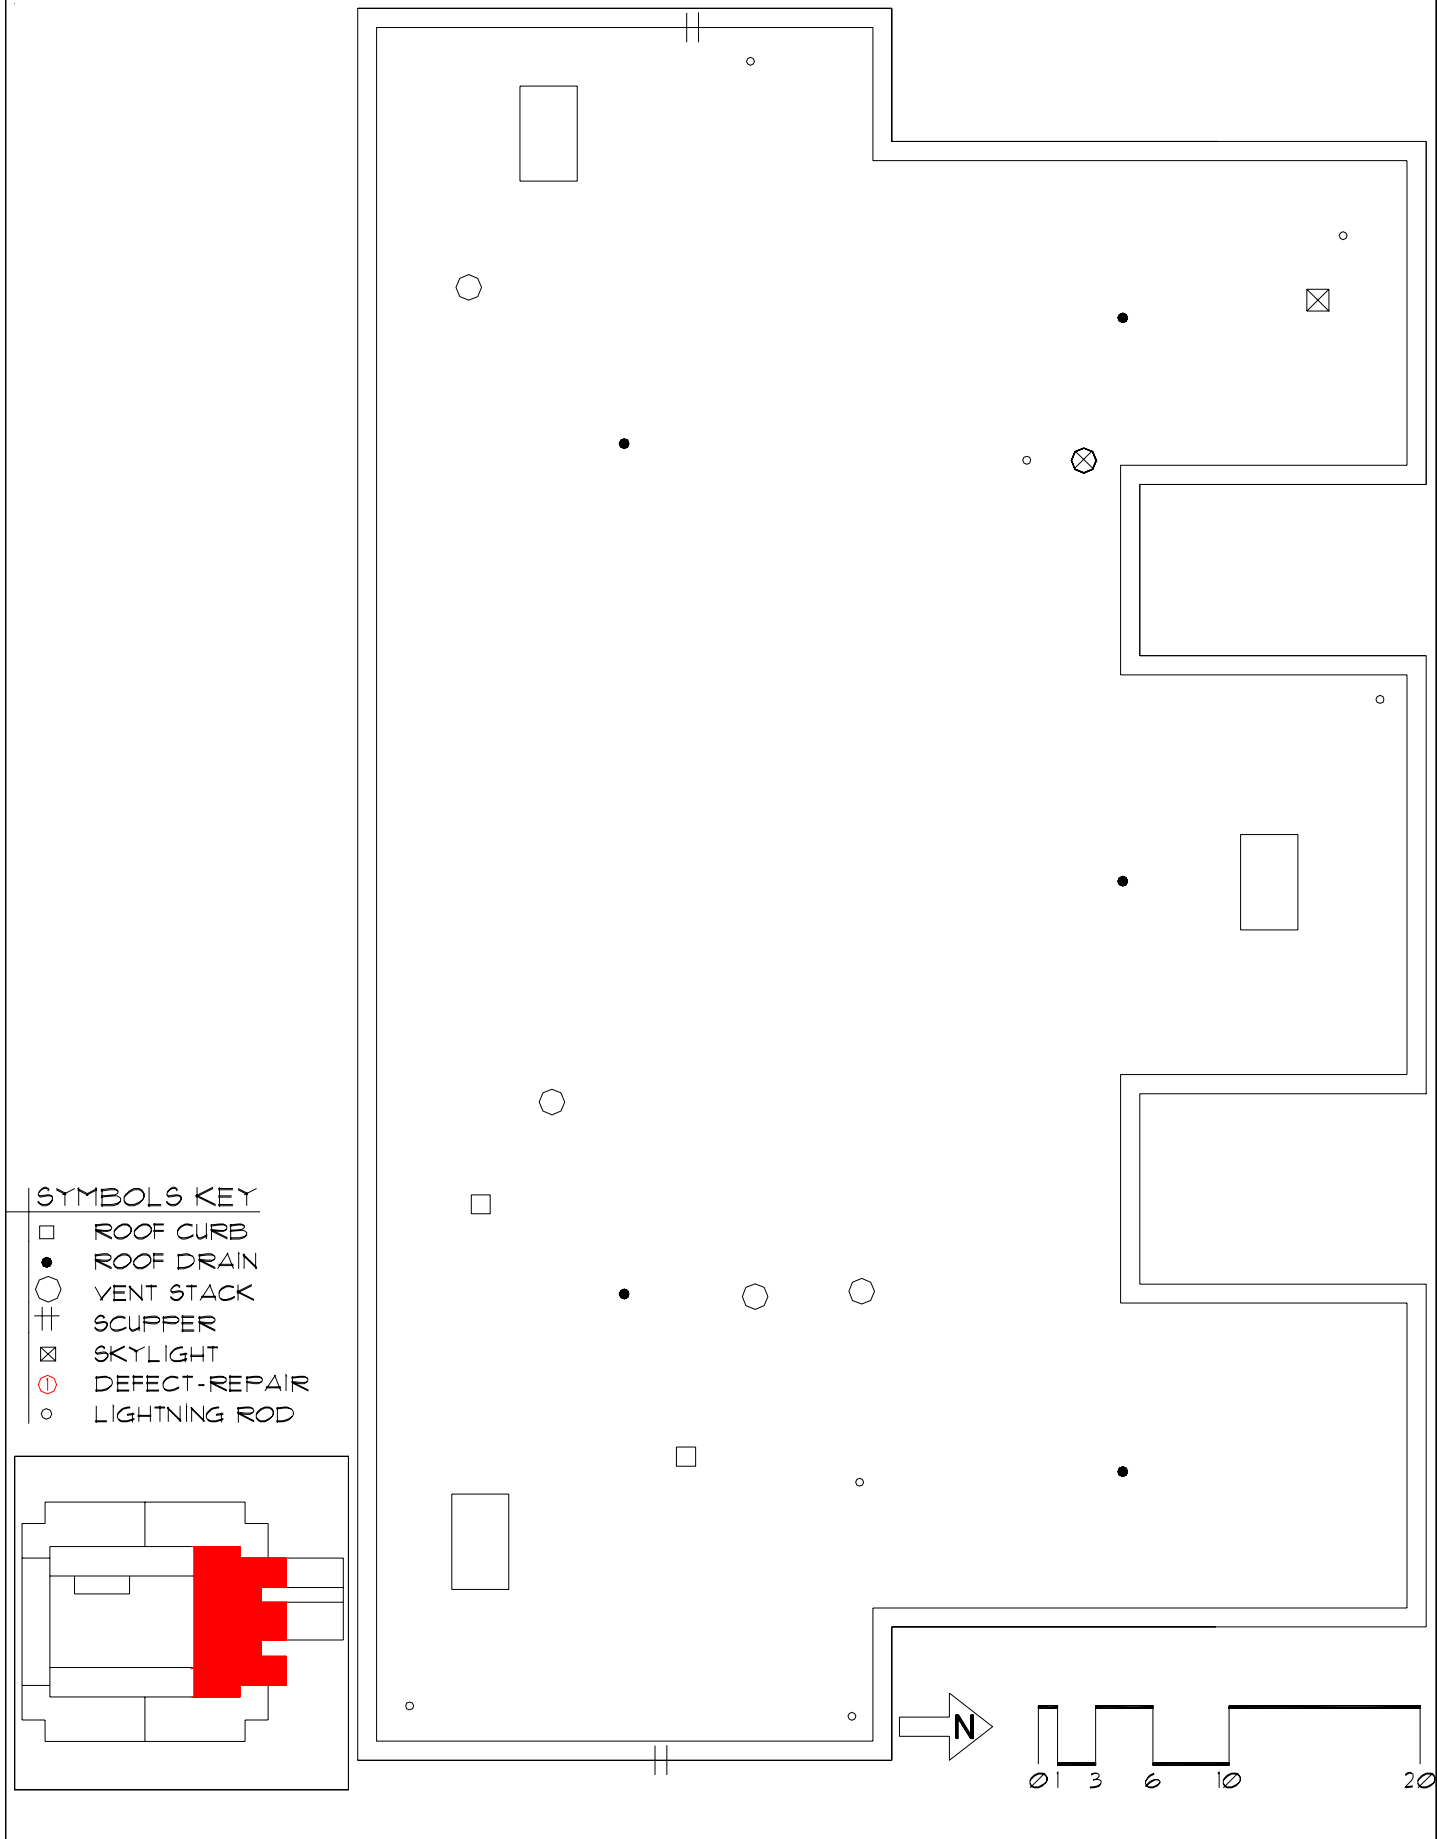 SYMBOLS KEY
ROOF CURB
ROOF DRAIN
VENT STACK
SCUPPER
SKYLIGHT
1 DEFECT-REPAIR
LIGHTNING ROD
N
0 1 3 6 10 20